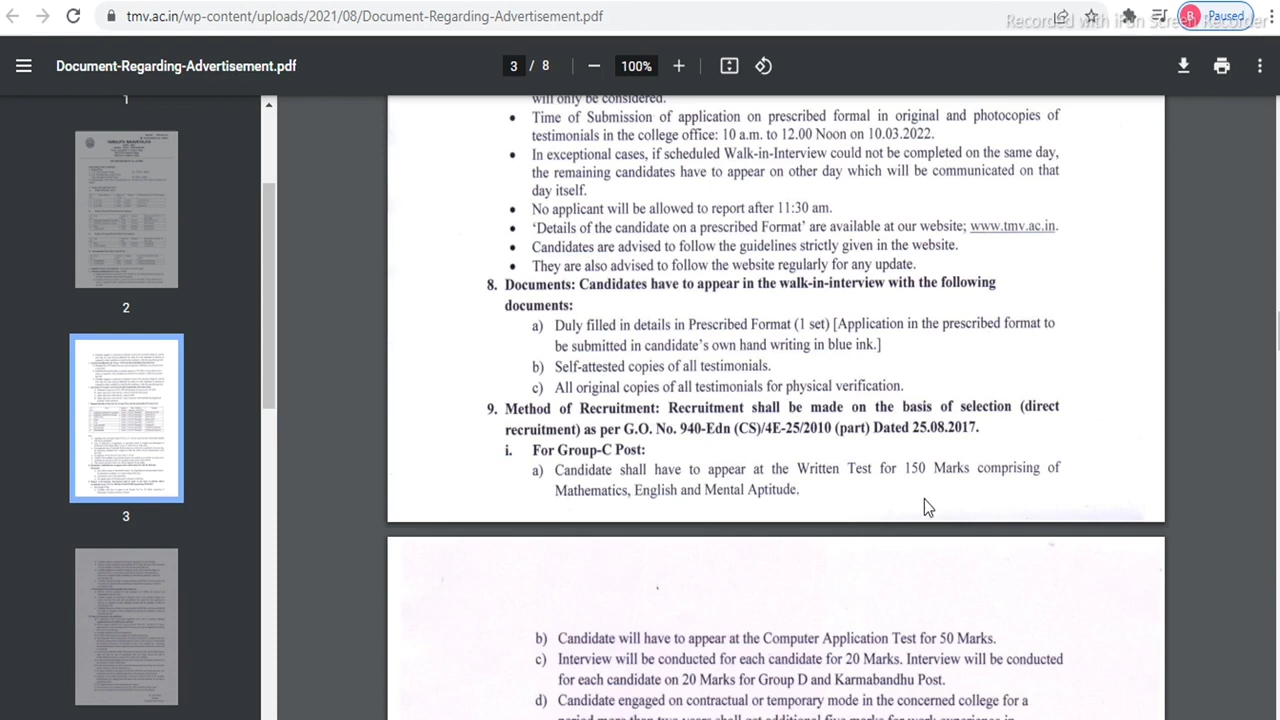 tmv.ac.in/wp-content/uploads/2021/08/Document-Regarding-Advertisement.pdf
Recorded with iFun Screen Recorder
B Paused
Document-Regarding-Advertisement.pdf
3 / 8
100%
1
2
3
will only be considered.
• Time of Submission of application on prescribed formal in original and photocopies of
testimonials in the college office: 10 a.m. to 12.00 Noon on 10.03.2022.
• In exceptional cases, if scheduled Walk-in-Interview could not be completed on the same day,
the remaining candidates have to appear on other day which will be communicated on that
day itself.
• No applicant will be allowed to report after 11:30 am.
• Details of the candidate on a prescribed Format are available at our website; www.tmv.ac.in.
• Candidates are advised to follow the guidelines strictly given in the website.
• They are also advised to follow the website regularly for any update.
8. Documents: Candidates have to appear in the walk-in-interview with the following
documents:
a) Duly filled in details in Prescribed Format (1 set) [Application in the prescribed format to
be submitted in candidate's own hand writing in blue ink.]
b) Self-attested copies of all testimonials.
c) All original copies of all testimonials for physical verification.
9. Method of Recruitment: Recruitment shall be made on the basis of selection (direct
recruitment) as per G.O. No. 940-Edn (CS)/4E-25/2010 (part) Dated 25.08.2017.
i. For Group-C Post:
a) Candidate shall have to appear at the Written Test for 150 Marks comprising of
Mathematics, English and Mental Aptitude.
b) Candidate will have to appear at the Computer Application Test for 50 Marks.
c) Interview will be conducted for each candidate for 20 Marks. Interview will be conducted
for each candidate on 20 Marks for Group D and Karmabandhu Post.
d) Candidate engaged on contractual or temporary mode in the concerned college for a
period more than two years shall get additional five marks for work experience in